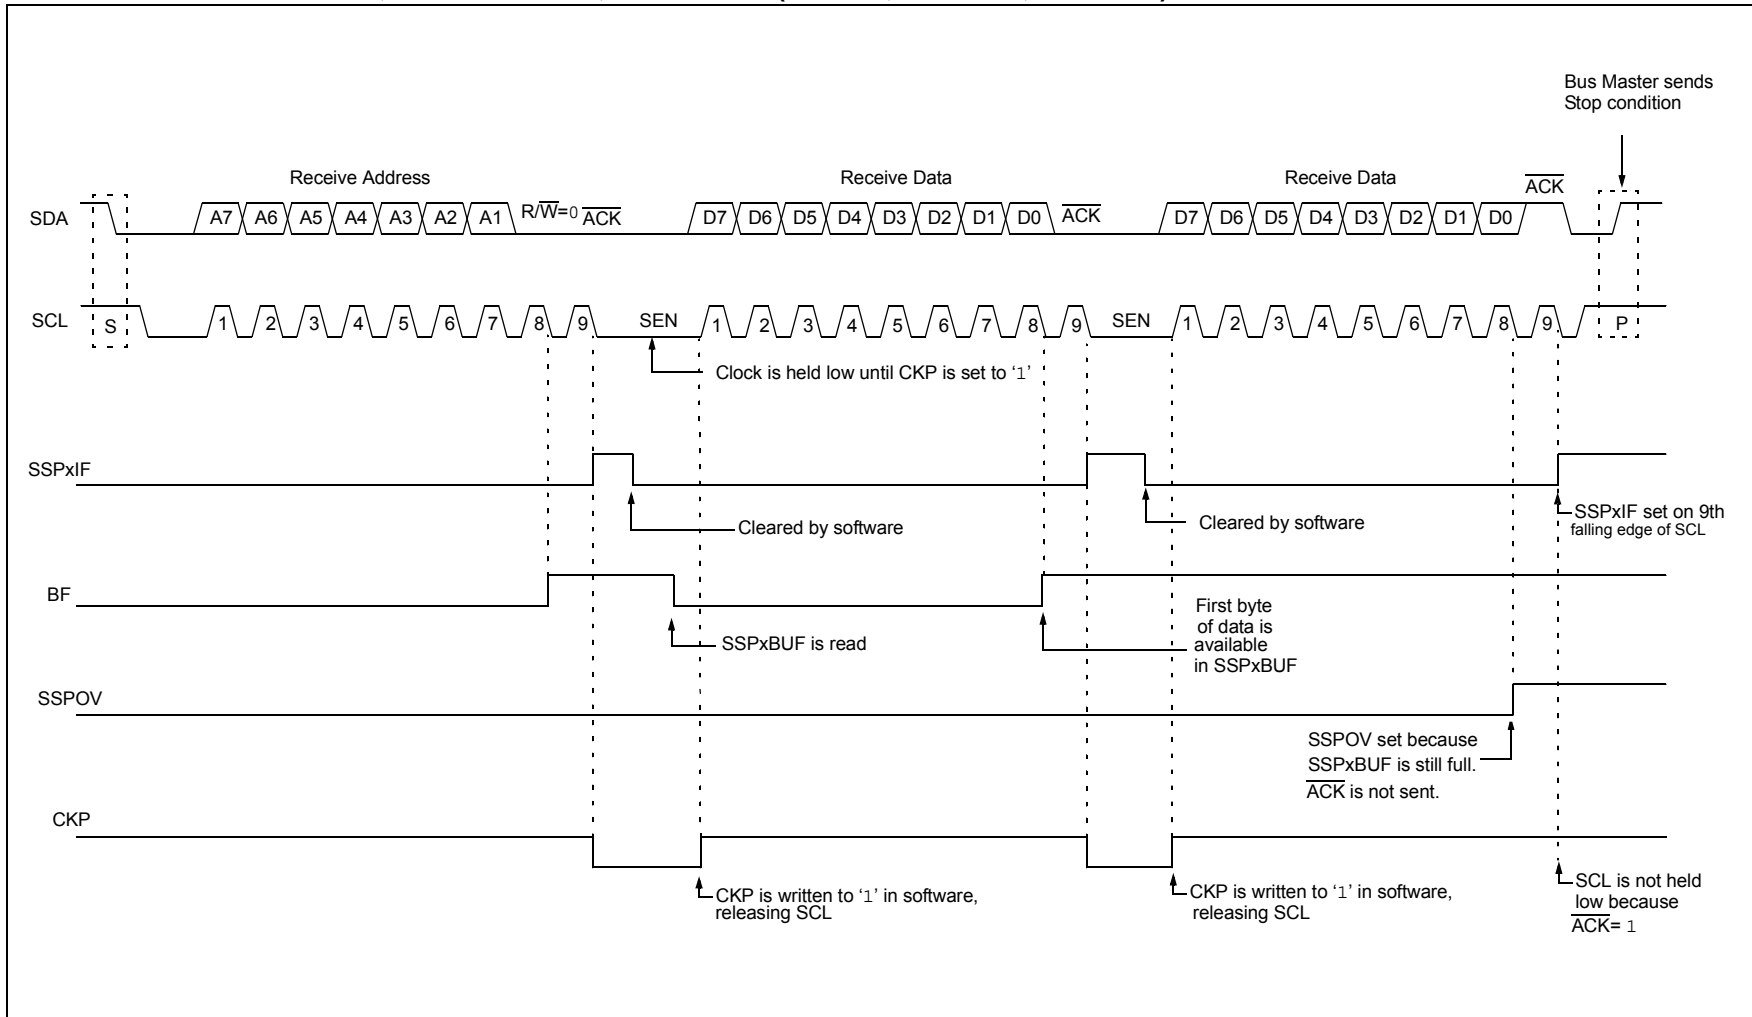 Bus Master sends
Stop condition
Receive Address
Receive Data
Receive Data
SDA
A7 A6 A5 A4 A3 A2 A1 R/W̅=0 A̅C̅K̅
D7 D6 D5 D4 D3 D2 D1 D0 A̅C̅K̅
D7 D6 D5 D4 D3 D2 D1 D0 A̅C̅K̅
SCL
S
1 2 3 4 5 6 7 8 9 SEN
1 2 3 4 5 6 7 8 9 SEN
1 2 3 4 5 6 7 8 9 P
Clock is held low until CKP is set to ‘1’
SSPxIF
Cleared by software
Cleared by software
SSPxIF set on 9th
falling edge of SCL
BF
SSPxBUF is read
First byte
of data is
available
in SSPxBUF
SSPOV
SSPOV set because
SSPxBUF is still full.
A̅C̅K̅ is not sent.
CKP
CKP is written to ‘1’ in software,
releasing SCL
CKP is written to ‘1’ in software,
releasing SCL
SCL is not held
low because
A̅C̅K̅= 1